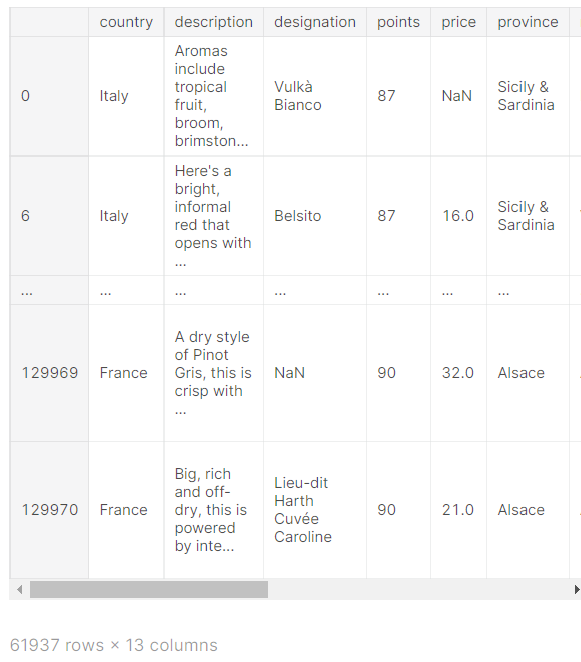 country description designation points price province
0 Italy Aromas include tropical fruit, broom, brimston... Vulkà Bianco 87 NaN Sicily & Sardinia
6 Italy Here's a bright, informal red that opens with ... Belsito 87 16.0 Sicily & Sardinia
... ... ... ... ... ... ...
129969 France A dry style of Pinot Gris, this is crisp with ... NaN 90 32.0 Alsace
129970 France Big, rich and off-dry, this is powered by inte... Lieu-dit Harth Cuvée Caroline 90 21.0 Alsace
61937 rows × 13 columns